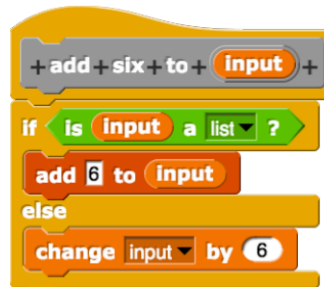 + add + six + to + input +
if is input a list ?
add 6 to input
else
change input by 6